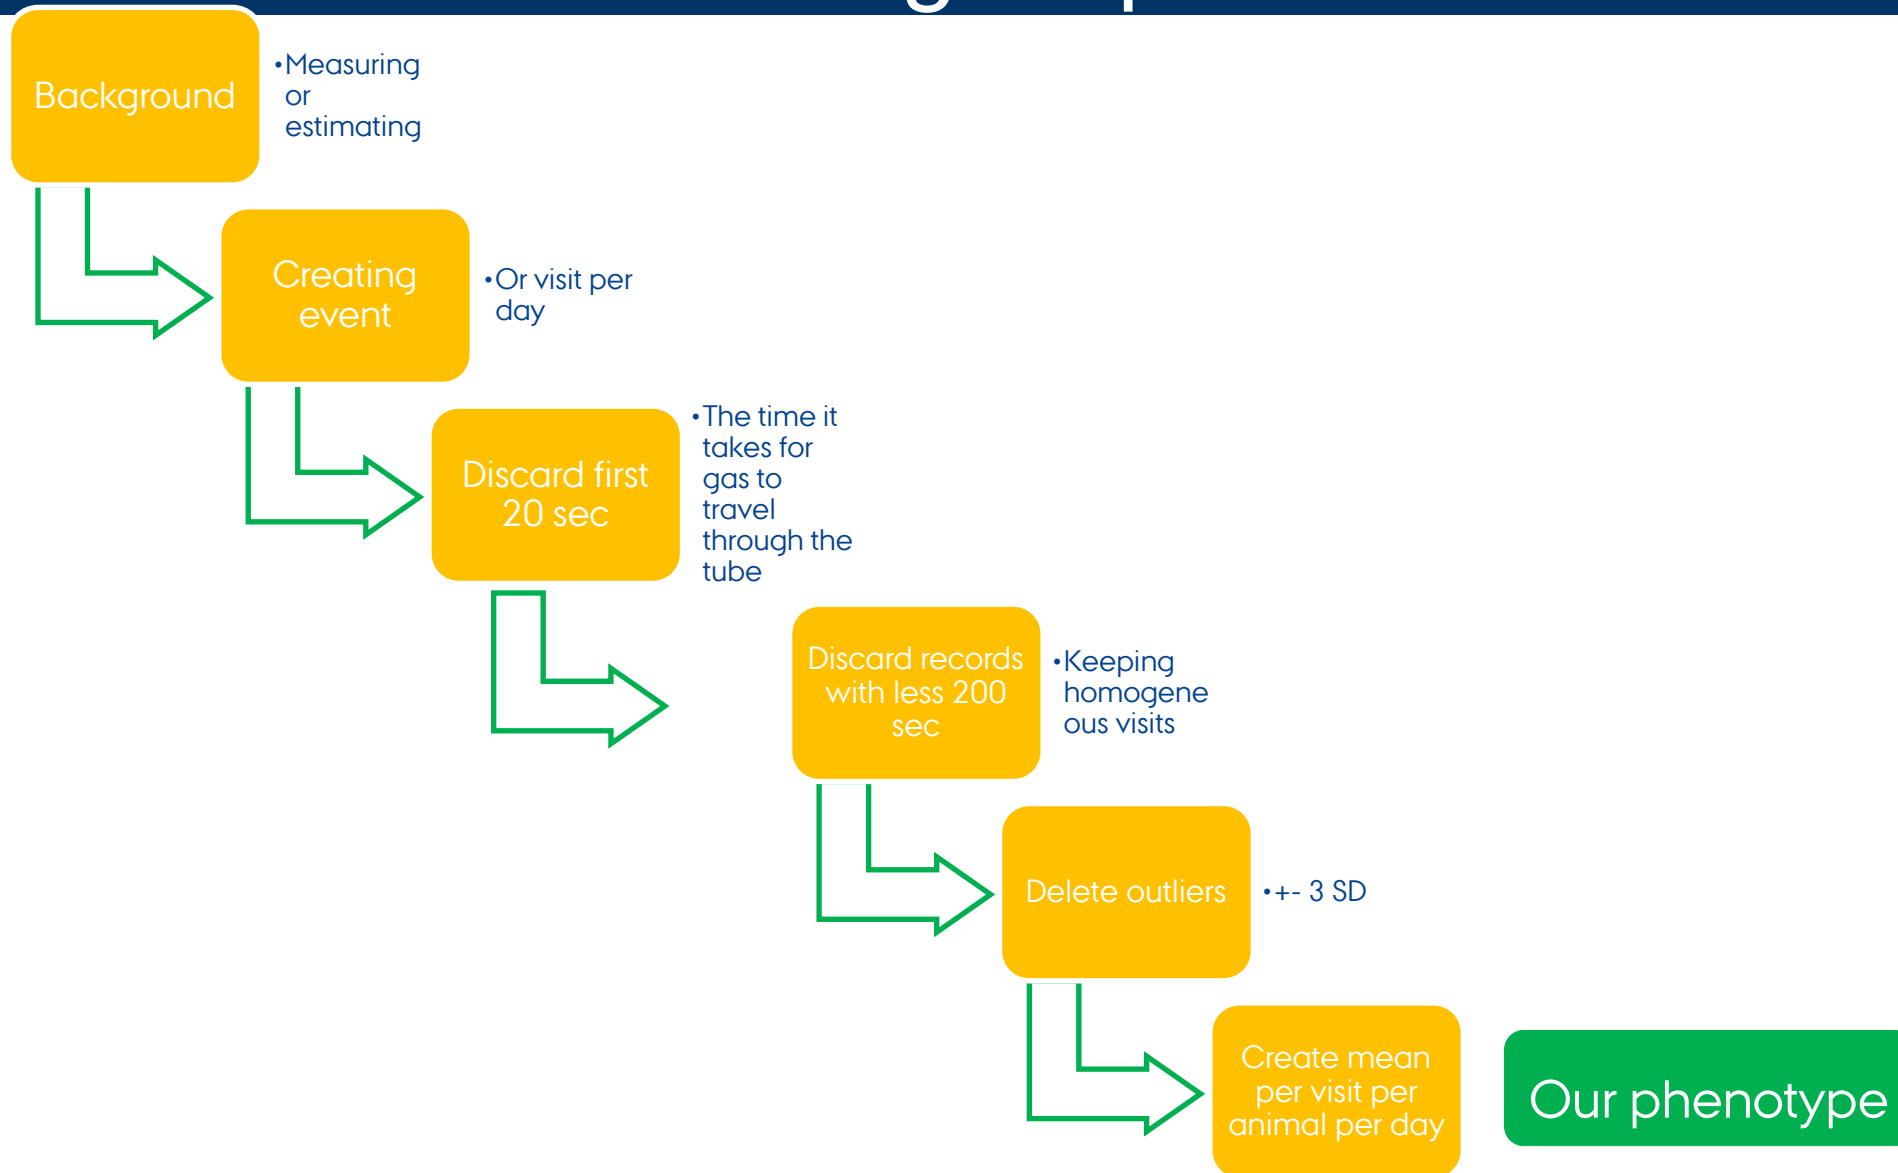 Background
•Measuring
or
estimating
Creating
event
•Or visit per
day
Discard first
20 sec
•The time it
takes for
gas to
travel
through the
tube
Discard records
with less 200
sec
•Keeping
homogene
ous visits
Delete outliers
•+- 3 SD
Create mean
per visit per
animal per day
Our phenotype